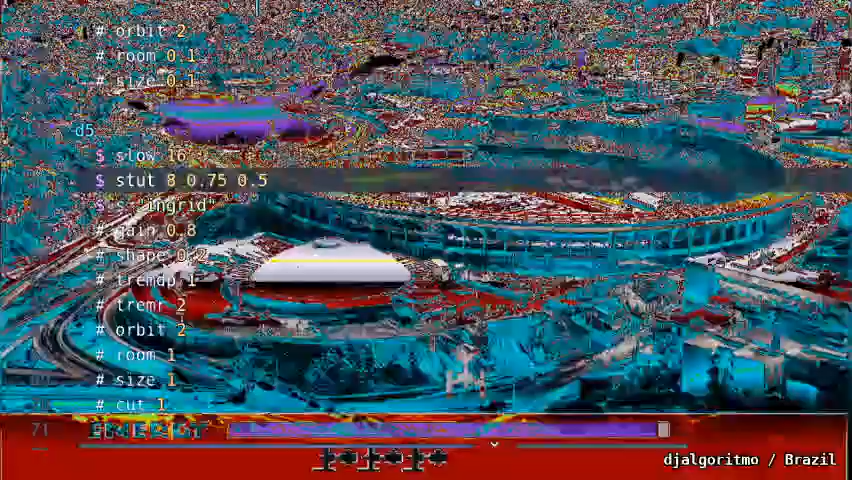 # orbit 2
# room 0.1
# size 0.1
d5
$ slow 16
$ stut 8 0.75 0.5
$ s "ingrid"
# gain 0.8
# shape 0.2
# tremdp 1
# tremr 2
# orbit 2
# room 1
# size 1
# cut 1
71
ENERGY
djalgoritmo / Brazil